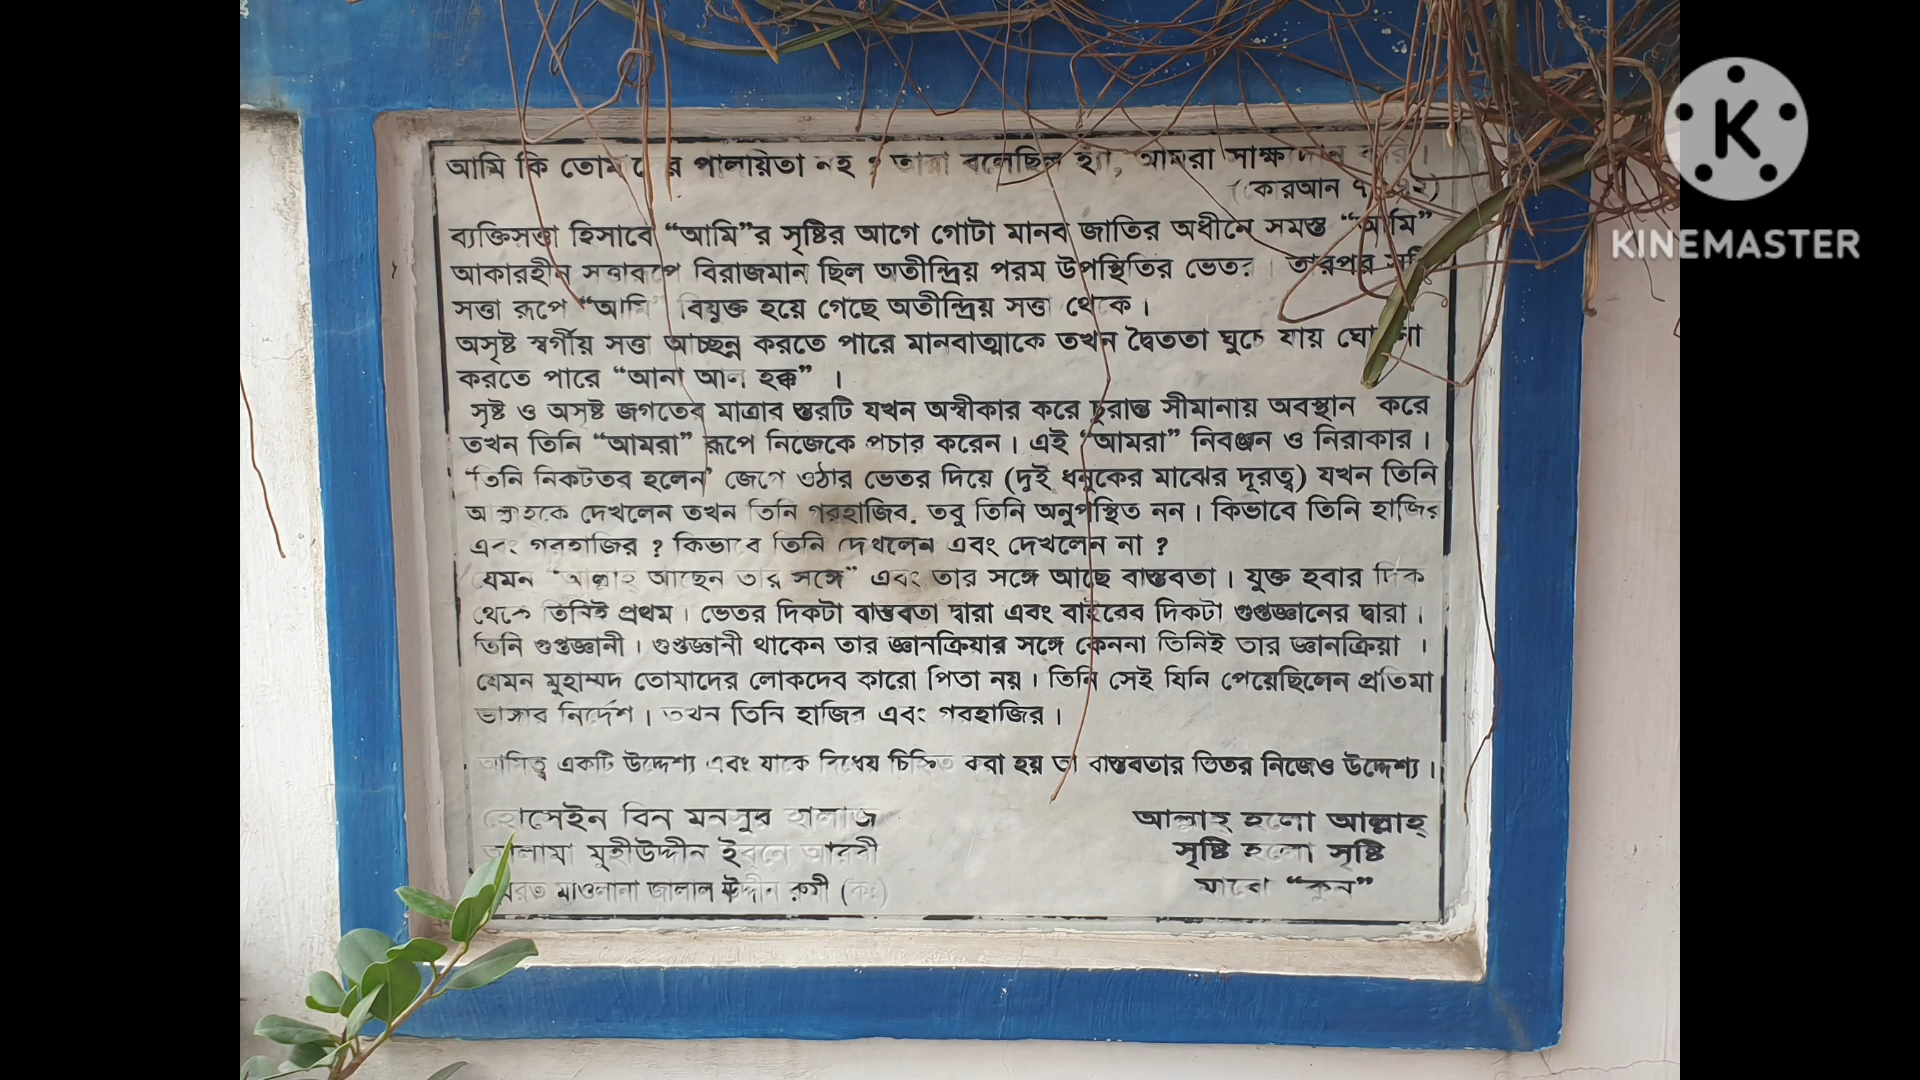 আমি কি তোমাদের পালয়িতা নহ ? তারা বলেছিল হ্যা, আমরা সাক্ষ্যদান করি।
(কোরআন ৭
ব্যক্তিসত্তা হিসাবে “আমি”র সৃষ্টির আগে গোটা মানব জাতির অধীনে সমস্ত “আমি”
আকারহীন সত্তারূপে বিরাজমান ছিল অতীন্দ্রিয় পরম উপস্থিতির ভেতর। তারপর
সত্তা রূপে “আমি” বিযুক্ত হয়ে গেছে অতীন্দ্রিয় সত্তা থেকে।
অসৃষ্ট স্বর্গীয় সত্তা আচ্ছন্ন করতে পারে মানবাত্মাকে তখন দ্বৈততা ঘুচে যায়
করতে পারে “আনা আল হক্ক” ।
সৃষ্ট ও অসৃষ্ট জগতের মাত্রার স্তরটি যখন অস্বীকার করে চুরান্ত সীমানায় অবস্থান করে
তখন তিনি “আমরা” রূপে নিজেকে প্রচার করেন। এই “আমরা” নিরঞ্জন ও নিরাকার।
‘তিনি নিকটতর হলেন’ জেগে ওঠার ভেতর দিয়ে (দুই ধনুকের মাঝের দূরত্ব) যখন তিনি
আল্লাহকে দেখলেন তখন তিনি গরহাজির. তবু তিনি অনুপস্থিত নন। কিভাবে তিনি হাজির
এবং গরহাজির ? কিভাবে তিনি দেখলেন এবং দেখলেন না ?
যেমন “আল্লাহ আছেন তার সঙ্গে” এবং তার সঙ্গে আছে বাস্তবতা। যুক্ত হবার দিক
থেকে তিনিই প্রথম। ভেতর দিকটা বাস্তবতা দ্বারা এবং বাইরের দিকটা গুপ্তজ্ঞানের দ্বারা।
তিনি গুপ্তজ্ঞানী। গুপ্তজ্ঞানী থাকেন তার জ্ঞানক্রিয়ার সঙ্গে কেননা তিনিই তার জ্ঞানক্রিয়া ।
যেমন মুহাম্মদ তোমাদের লোকদের কারো পিতা নয়। তিনি সেই যিনি পেয়েছিলেন প্রতিমা
ভাঙ্গার নির্দেশ। তখন তিনি হাজির এবং গরহাজির।
আমিত্ব একটি উদ্দেশ্য এবং যাকে বিধেয় চিহ্নিত করা হয় তা বাস্তবতার ভিতর নিজেও উদ্দেশ্য।
হোসেইন বিন মনসুর হাল্লাজ
আল্লামা মুহীউদ্দীন ইবনে আরবী
হযরত মাওলানা জালাল উদ্দীন রুমী (কঃ)
আল্লাহ্ হলো আল্লাহ্
সৃষ্টি হলো সৃষ্টি
মাঝে “কুন”
KINEMASTER